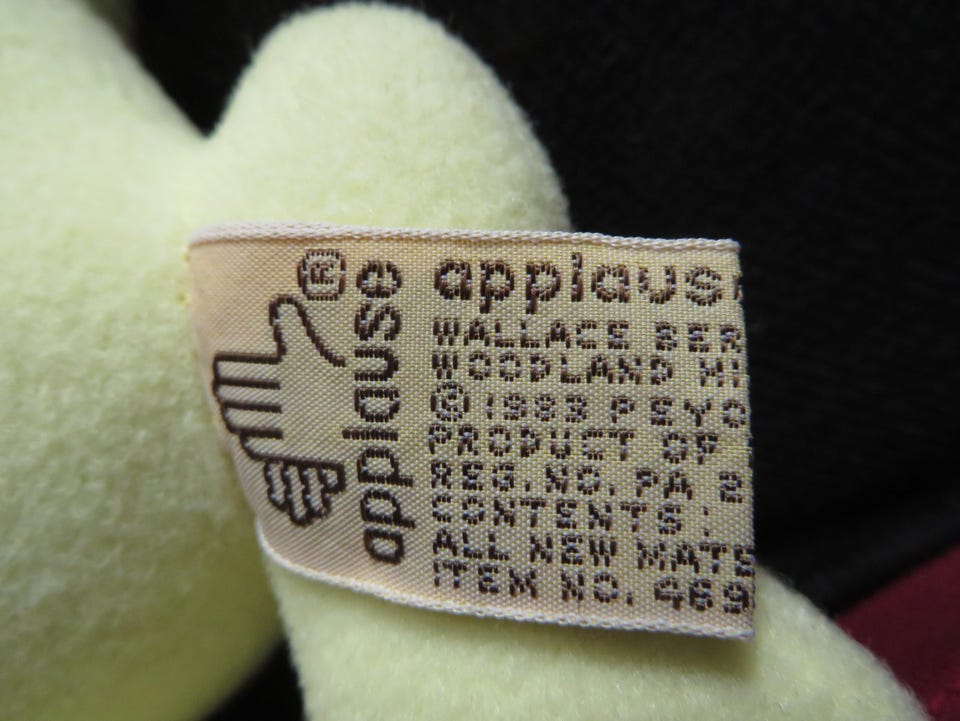 ® applause
applaus
WALLACE BER
WOODLAND HI
© 1983 PEYO
PRODUCT OF
REG. NO. PA 2
CONTENTS:
ALL NEW MATE
ITEM NO. 469